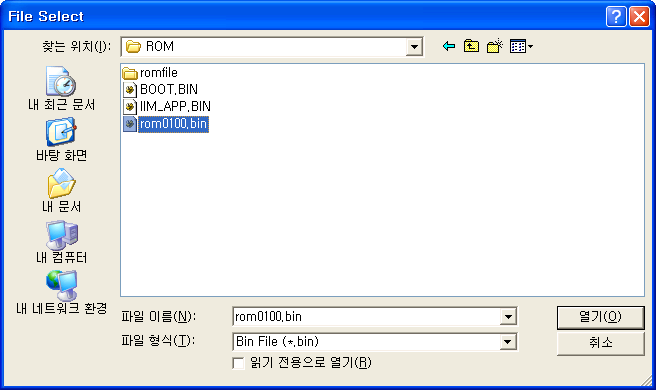 File Select
찾는 위치(I):
ROM
romfile
BOOT.BIN
IIM_APP.BIN
rom0100.bin
내 최근 문서
바탕 화면
내 문서
내 컴퓨터
내 네트워크 환경
파일 이름(N):
rom0100.bin
열기(O)
파일 형식(T):
Bin File (*.bin)
취소
읽기 전용으로 열기(R)